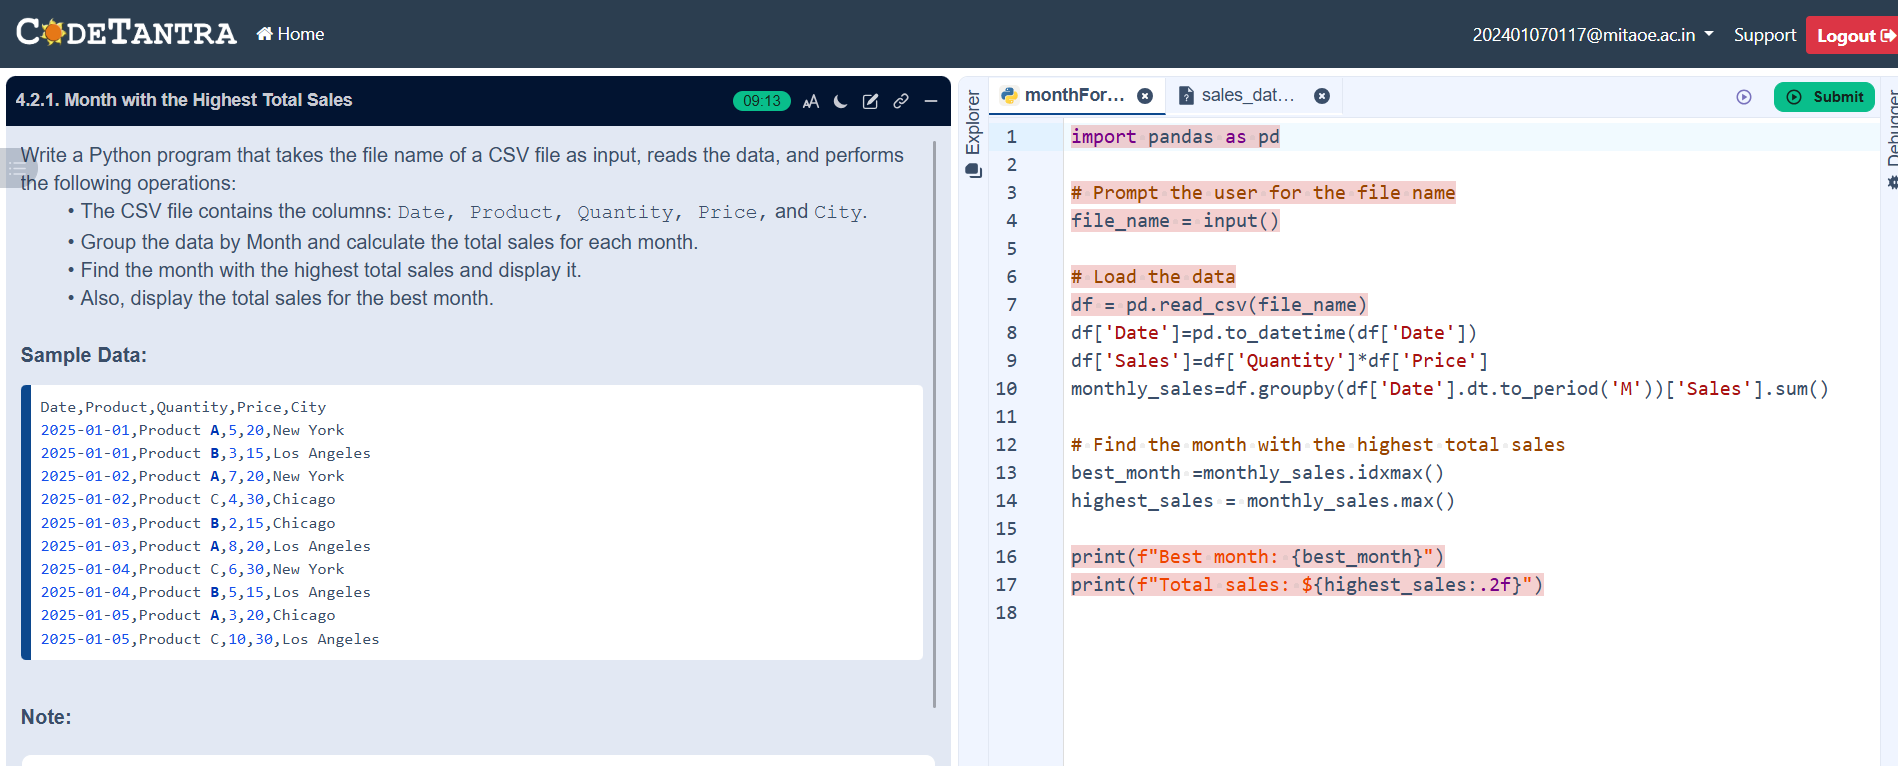 CODETANTRA
Home
202401070117@mitaoe.ac.in
Support
Logout
4.2.1. Month with the Highest Total Sales
09:13
AA
Write a Python program that takes the file name of a CSV file as input, reads the data, and performs
the following operations:
• The CSV file contains the columns: Date, Product, Quantity, Price, and City.
• Group the data by Month and calculate the total sales for each month.
• Find the month with the highest total sales and display it.
• Also, display the total sales for the best month.
Sample Data:
Date,Product,Quantity,Price,City
2025-01-01,Product A,5,20,New York
2025-01-01,Product B,3,15,Los Angeles
2025-01-02,Product A,7,20,New York
2025-01-02,Product C,4,30,Chicago
2025-01-03,Product B,2,15,Chicago
2025-01-03,Product A,8,20,Los Angeles
2025-01-04,Product C,6,30,New York
2025-01-04,Product B,5,15,Los Angeles
2025-01-05,Product A,3,20,Chicago
2025-01-05,Product C,10,30,Los Angeles
Note:
Explorer
monthFor...
sales_dat...
Submit
Debugger
1 import pandas as pd
2
3 # Prompt the user for the file name
4 file_name = input()
5
6 # Load the data
7 df = pd.read_csv(file_name)
8 df['Date']=pd.to_datetime(df['Date'])
9 df['Sales']=df['Quantity']*df['Price']
10 monthly_sales=df.groupby(df['Date'].dt.to_period('M'))['Sales'].sum()
11
12 # Find the month with the highest total sales
13 best_month =monthly_sales.idxmax()
14 highest_sales = monthly_sales.max()
15
16 print(f"Best month: {best_month}")
17 print(f"Total sales: ${highest_sales:.2f}")
18